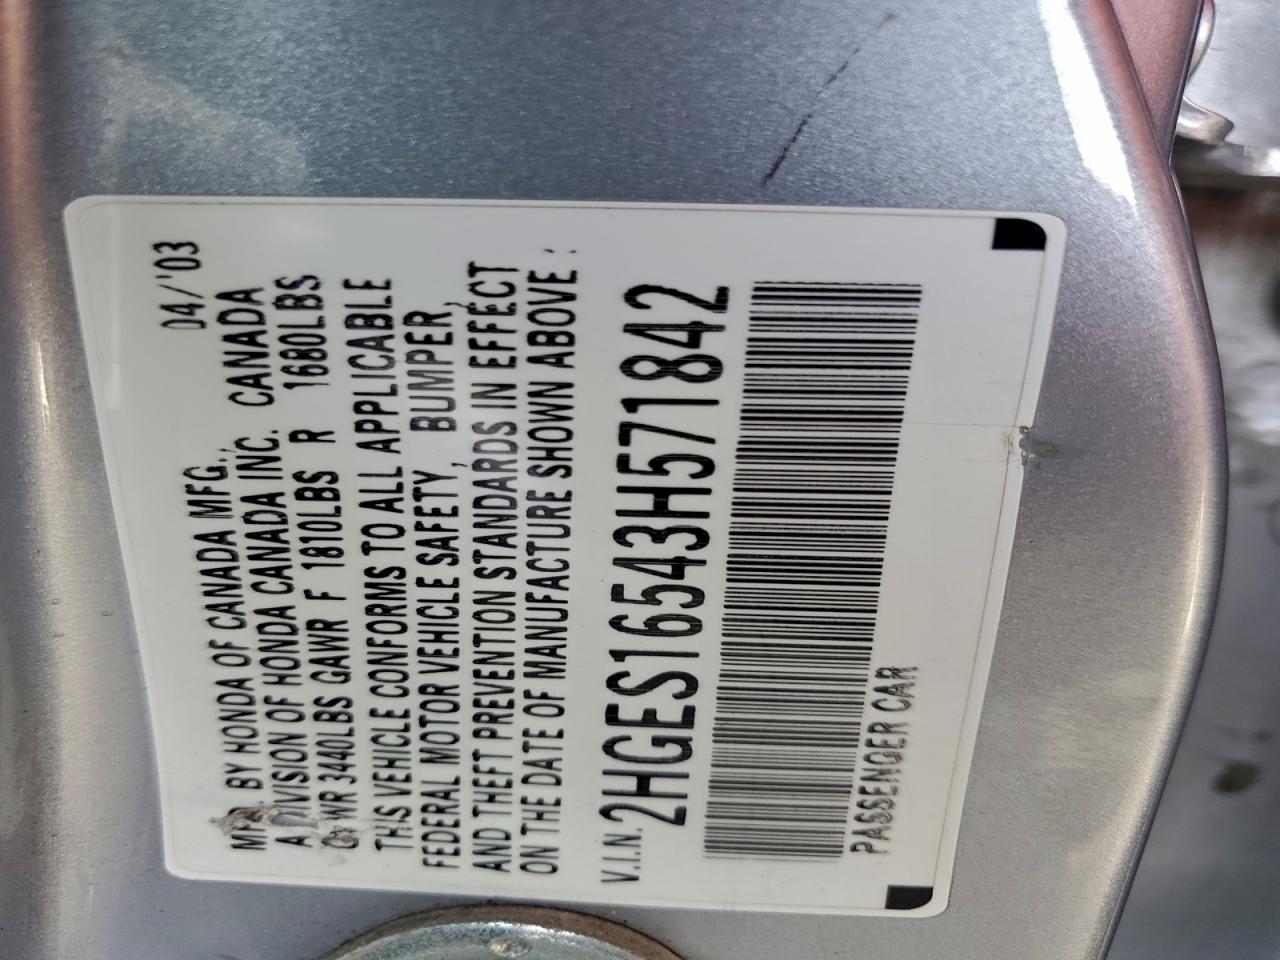 04/'03
MFD. BY HONDA OF CANADA MFG.,
A DIVISION OF HONDA CANADA INC. CANADA
GVWR 3440LBS GAWR F 1810LBS R 1680LBS
THIS VEHICLE CONFORMS TO ALL APPLICABLE
FEDERAL MOTOR VEHICLE SAFETY, BUMPER,
AND THEFT PREVENTION STANDARDS IN EFFECT
ON THE DATE OF MANUFACTURE SHOWN ABOVE:
V.I.N. 2HGES16543H571842
PASSENGER CAR